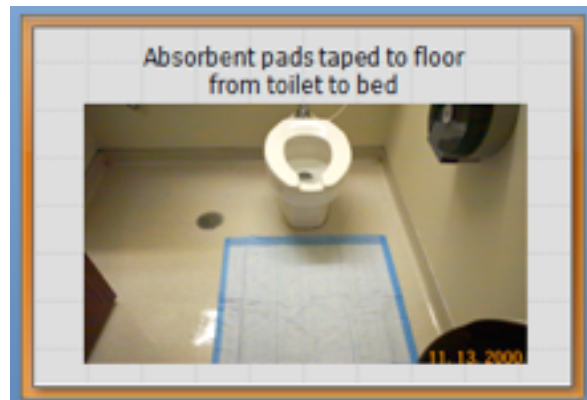 Absorbent pads taped to floor
from toilet to bed
11. 13. 2000